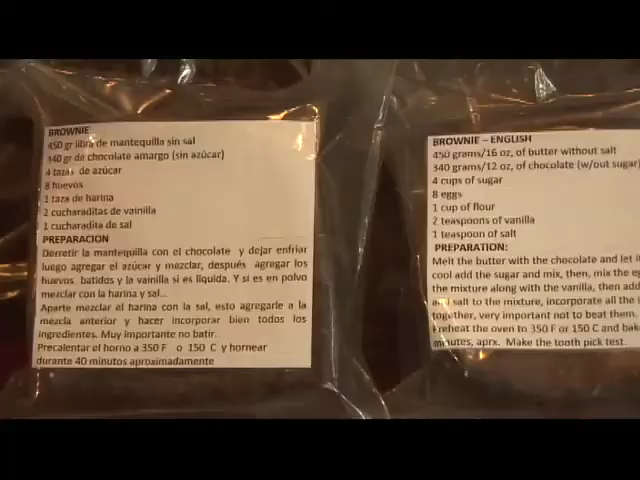 BROWNIE
450 gr libra de mantequilla sin sal
340 gr de chocolate amargo (sin azúcar)
4 tazas de azúcar
8 huevos
1 taza de harina
2 cucharaditas de vainilla
1 cucharadita de sal
PREPARACION
Derretir la mantequilla con el chocolate y dejar enfriar
luego agregar el azúcar y mezclar, después agregar los
huevos batidos y la vainilla si es líquida. Y si es en polvo
mezclar con la harina y sal...
Aparte mezclar el harina con la sal, esto agregarle a la
mezcla anterior y hacer incorporar bien todos los
ingredientes. Muy importante no batir.
Precalentar el horno a 350 F o 150 C y hornear
durante 40 minutos aproximadamente
BROWNIE – ENGLISH
450 grams/16 oz, of butter without salt
340 grams/12 oz, of chocolate (w/out sugar)
4 cups of sugar
8 eggs
1 cup of flour
2 teaspoons of vanilla
1 teaspoon of salt
PREPARATION:
Melt the butter with the chocolate and let it
cool add the sugar and mix, then, mix the
the mixture along with the vanilla, then add
and salt to the mixture, incorporate all the
together, very important not to beat them.
Preheat the oven to 350 F or 150 C and
minutes, aprx. Make the tooth pick test.